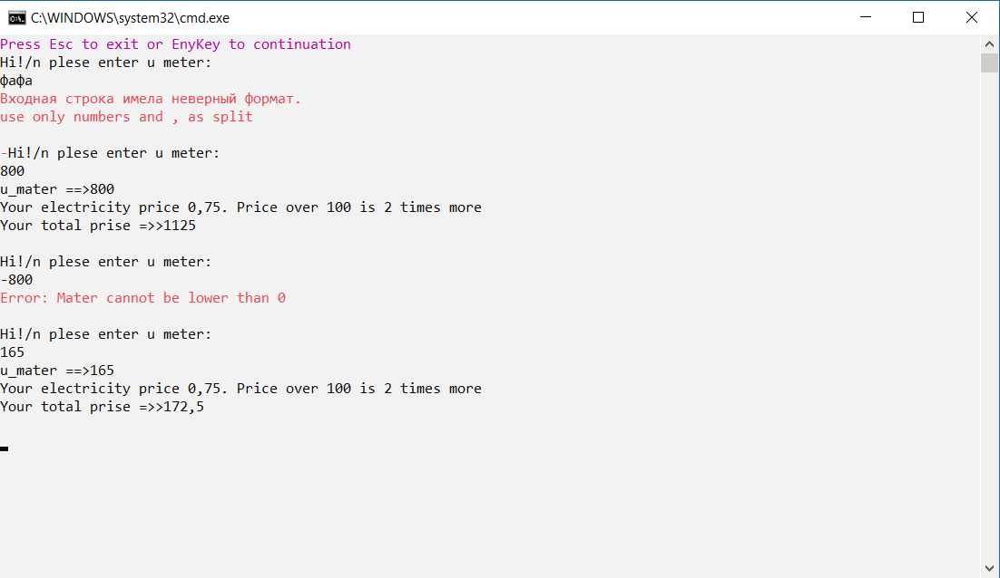 C:\WINDOWS\system32\cmd.exe
Press Esc to exit or EnyKey to continuation
Hi!/n plese enter u meter:
фафа
Входная строка имела неверный формат.
use only numbers and , as split
-Hi!/n plese enter u meter:
800
u_mater ==>800
Your electricity price 0,75. Price over 100 is 2 times more
Your total prise =>>1125
Hi!/n plese enter u meter:
-800
Error: Mater cannot be lower than 0
Hi!/n plese enter u meter:
165
u_mater ==>165
Your electricity price 0,75. Price over 100 is 2 times more
Your total prise =>>172,5